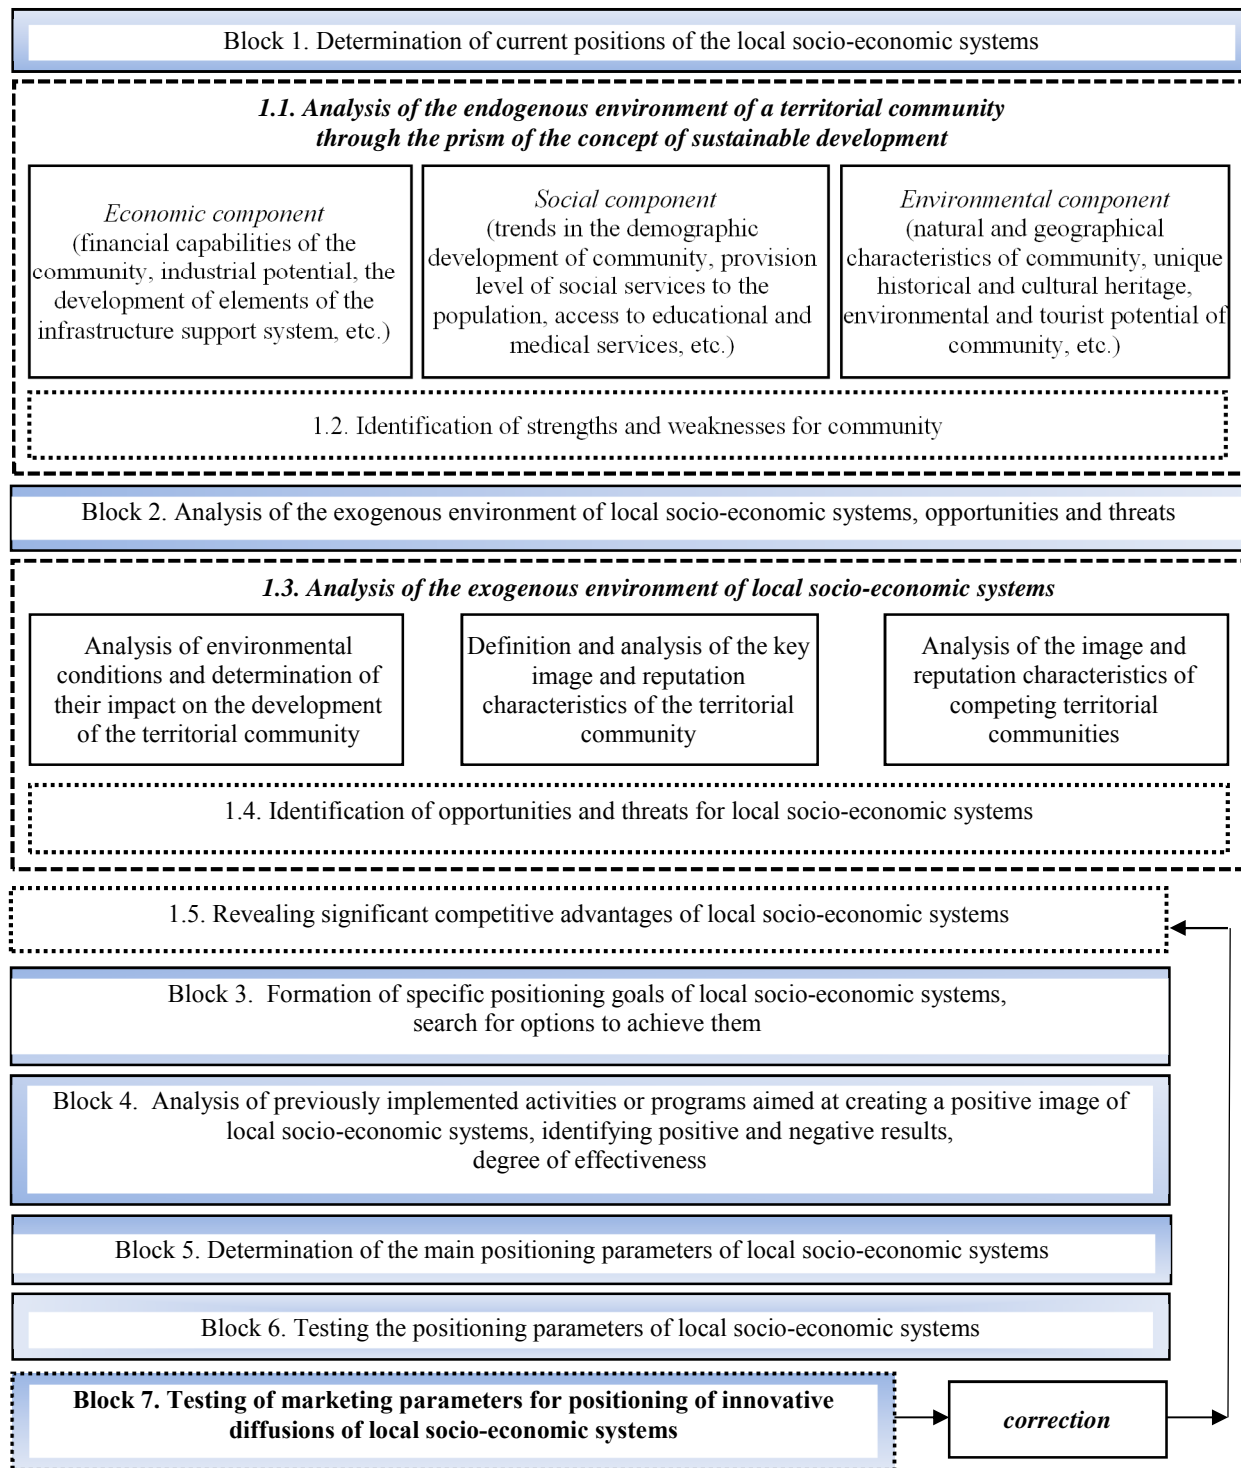 Block 1. Determination of current positions of the local socio-economic systems
1.1. Analysis of the endogenous environment of a territorial community
through the prism of the concept of sustainable development
Economic component
(financial capabilities of the
community, industrial potential, the
development of elements of the
infrastructure support system, etc.)
Social component
(trends in the demographic
development of community, provision
level of social services to the
population, access to educational and
medical services, etc.)
Environmental component
(natural and geographical
characteristics of community, unique
historical and cultural heritage,
environmental and tourist potential of
community, etc.)
1.2. Identification of strengths and weaknesses for community
Block 2. Analysis of the exogenous environment of local socio-economic systems, opportunities and threats
1.3. Analysis of the exogenous environment of local socio-economic systems
Analysis of environmental
conditions and determination of
their impact on the development
of the territorial community
Definition and analysis of the key
image and reputation
characteristics of the territorial
community
Analysis of the image and
reputation characteristics of
competing territorial
communities
1.4. Identification of opportunities and threats for local socio-economic systems
1.5. Revealing significant competitive advantages of local socio-economic systems
Block 3. Formation of specific positioning goals of local socio-economic systems,
search for options to achieve them
Block 4. Analysis of previously implemented activities or programs aimed at creating a positive image of
local socio-economic systems, identifying positive and negative results,
degree of effectiveness
Block 5. Determination of the main positioning parameters of local socio-economic systems
Block 6. Testing the positioning parameters of local socio-economic systems
Block 7. Testing of marketing parameters for positioning of innovative
diffusions of local socio-economic systems
correction